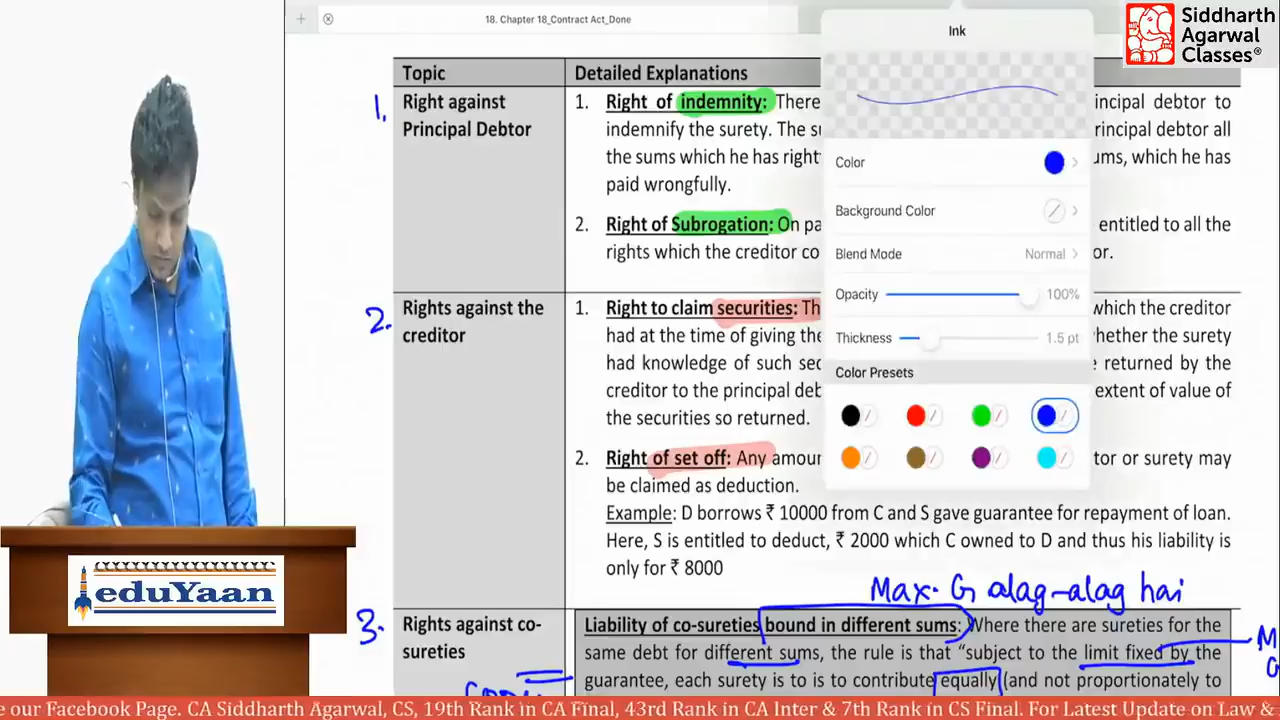 18. Chapter 18_Contract Act_Done
Siddharth
Agarwal
Classes®
Ink
Color
Background Color
Blend Mode Normal
Opacity 100%
Thickness 1.5 pt
Color Presets
Topic Detailed Explanations
1. Right against
Principal Debtor
1. Right of indemnity: There incipal debtor to
indemnify the surety. The su rincipal debtor all
the sums which he has right ums, which he has
paid wrongfully.
2. Right of Subrogation: On pa entitled to all the
rights which the creditor co or.
2. Rights against the
creditor
1. Right to claim securities: Th which the creditor
had at the time of giving the hether the surety
had knowledge of such sec e returned by the
creditor to the principal deb extent of value of
the securities so returned.
2. Right of set off: Any amour tor or surety may
be claimed as deduction.
Example: D borrows ₹ 10000 from C and S gave guarantee for repayment of loan.
Here, S is entitled to deduct, ₹ 2000 which C owned to D and thus his liability is
only for ₹ 8000
Max. G alag-alag hai
3. Rights against co-
sureties
Liability of co-sureties bound in different sums: Where there are sureties for the
same debt for different sums, the rule is that "subject to the limit fixed by the
guarantee, each surety is to is to contribute equally (and not proportionately to
M
eduYaan
e our Facebook Page. CA Siddharth Agarwal, CS, 19th Rank in CA Final, 43rd Rank in CA Inter & 7th Rank in CS Final. For Latest Update on Law &